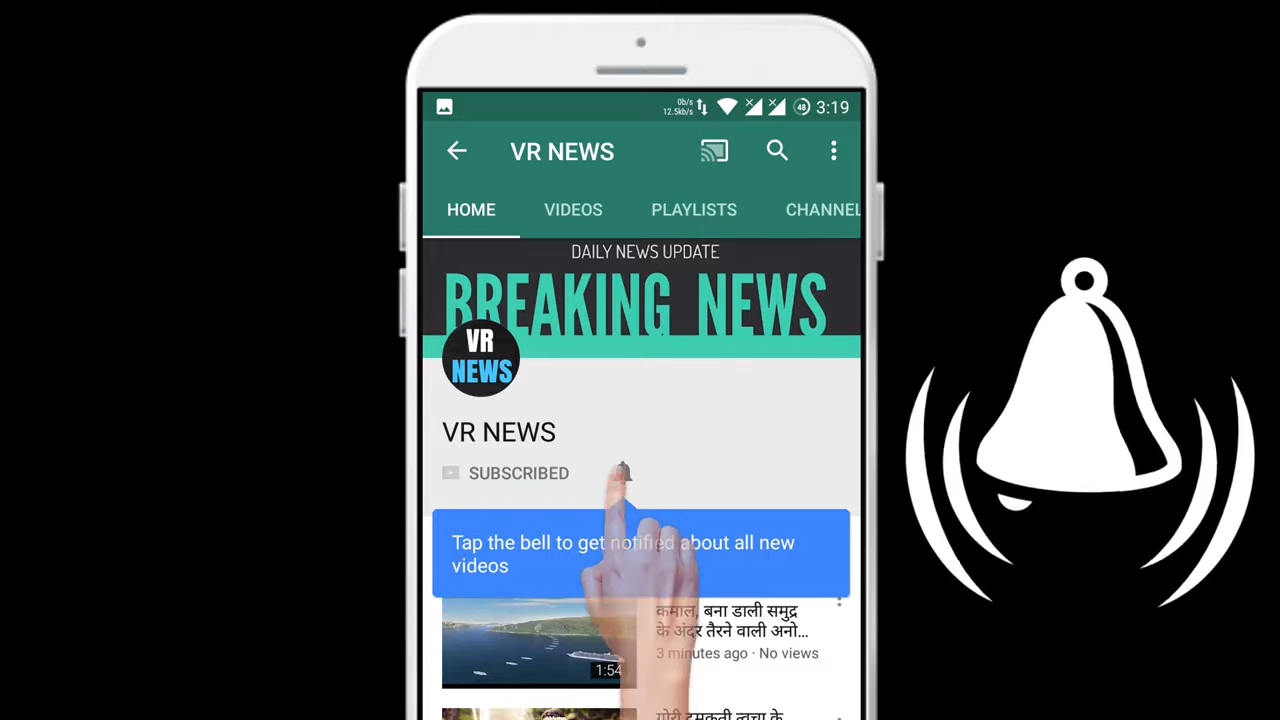 0b/s
12.5kb/s
48
3:19
VR NEWS
HOME VIDEOS PLAYLISTS CHANNEL
DAILY NEWS UPDATE
BREAKING NEWS
VR
NEWS
VR NEWS
SUBSCRIBED
Tap the bell to get notified about all new
videos
कमाल, बना डाली समुद्र
के अंदर तैरने वाली अनो...
3 minutes ago · No views
1:54
गोरी दमकती त्वचा के